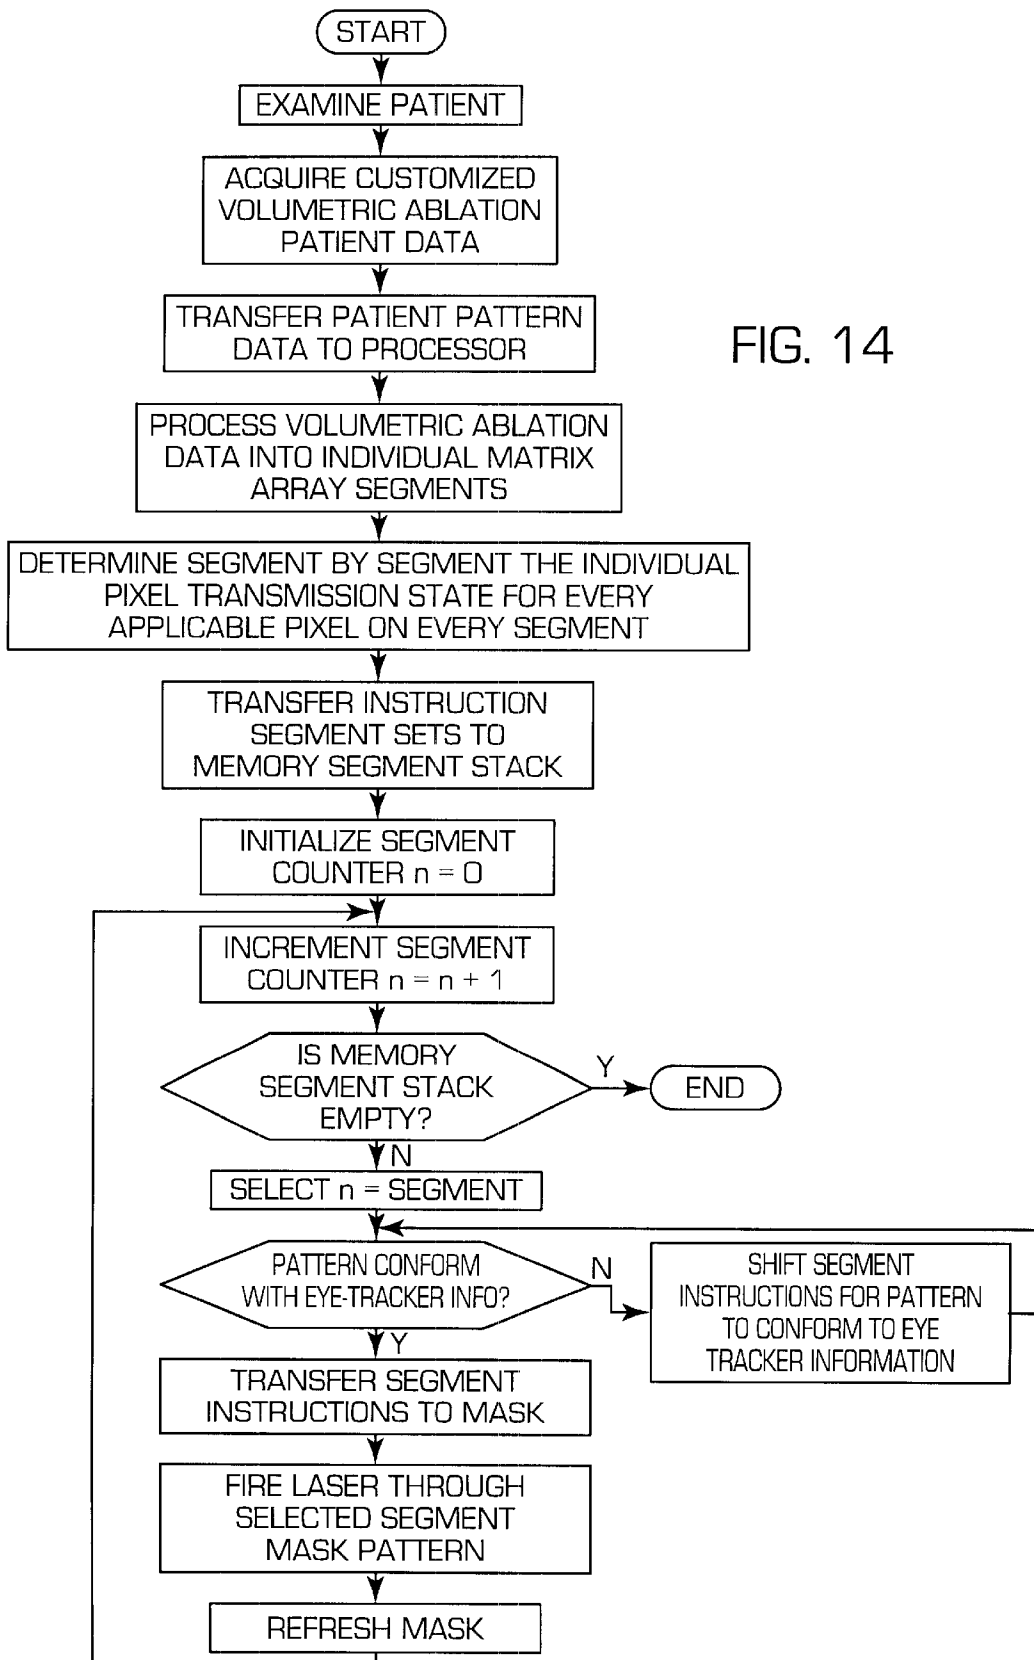 START
EXAMINE PATIENT
ACQUIRE CUSTOMIZED
VOLUMETRIC ABLATION
PATIENT DATA
TRANSFER PATIENT PATTERN
DATA TO PROCESSOR
FIG. 14
PROCESS VOLUMETRIC ABLATION
DATA INTO INDIVIDUAL MATRIX
ARRAY SEGMENTS
DETERMINE SEGMENT BY SEGMENT THE INDIVIDUAL
PIXEL TRANSMISSION STATE FOR EVERY
APPLICABLE PIXEL ON EVERY SEGMENT
TRANSFER INSTRUCTION
SEGMENT SETS TO
MEMORY SEGMENT STACK
INITIALIZE SEGMENT
COUNTER n = 0
INCREMENT SEGMENT
COUNTER n = n + 1
IS MEMORY
SEGMENT STACK
EMPTY?
Y
END
N
SELECT n = SEGMENT
PATTERN CONFORM
WITH EYE-TRACKER INFO?
N
SHIFT SEGMENT
INSTRUCTIONS FOR PATTERN
TO CONFORM TO EYE
TRACKER INFORMATION
Y
TRANSFER SEGMENT
INSTRUCTIONS TO MASK
FIRE LASER THROUGH
SELECTED SEGMENT
MASK PATTERN
REFRESH MASK